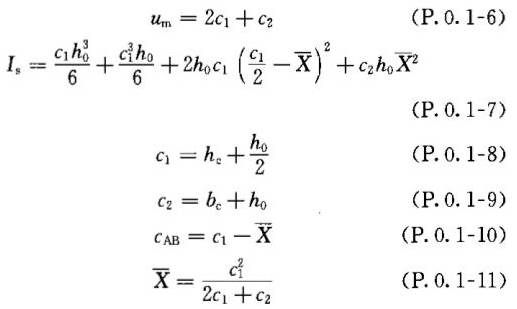 u_m = 2c_1 + c_2 (P. 0. 1-6)
I_s = \frac{c_1 h_0^3}{6} + \frac{c_1^3 h_0}{6} + 2h_0 c_1 \left( \frac{c_1}{2} - \overline{X} \right)^2 + c_2 h_0 \overline{X}^2
(P. 0. 1-7)
c_1 = h_c + \frac{h_0}{2} (P. 0. 1-8)
c_2 = b_c + h_0 (P. 0. 1-9)
c_{AB} = c_1 - \overline{X} (P. 0. 1-10)
\overline{X} = \frac{c_1^2}{2c_1 + c_2} (P. 0. 1-11)